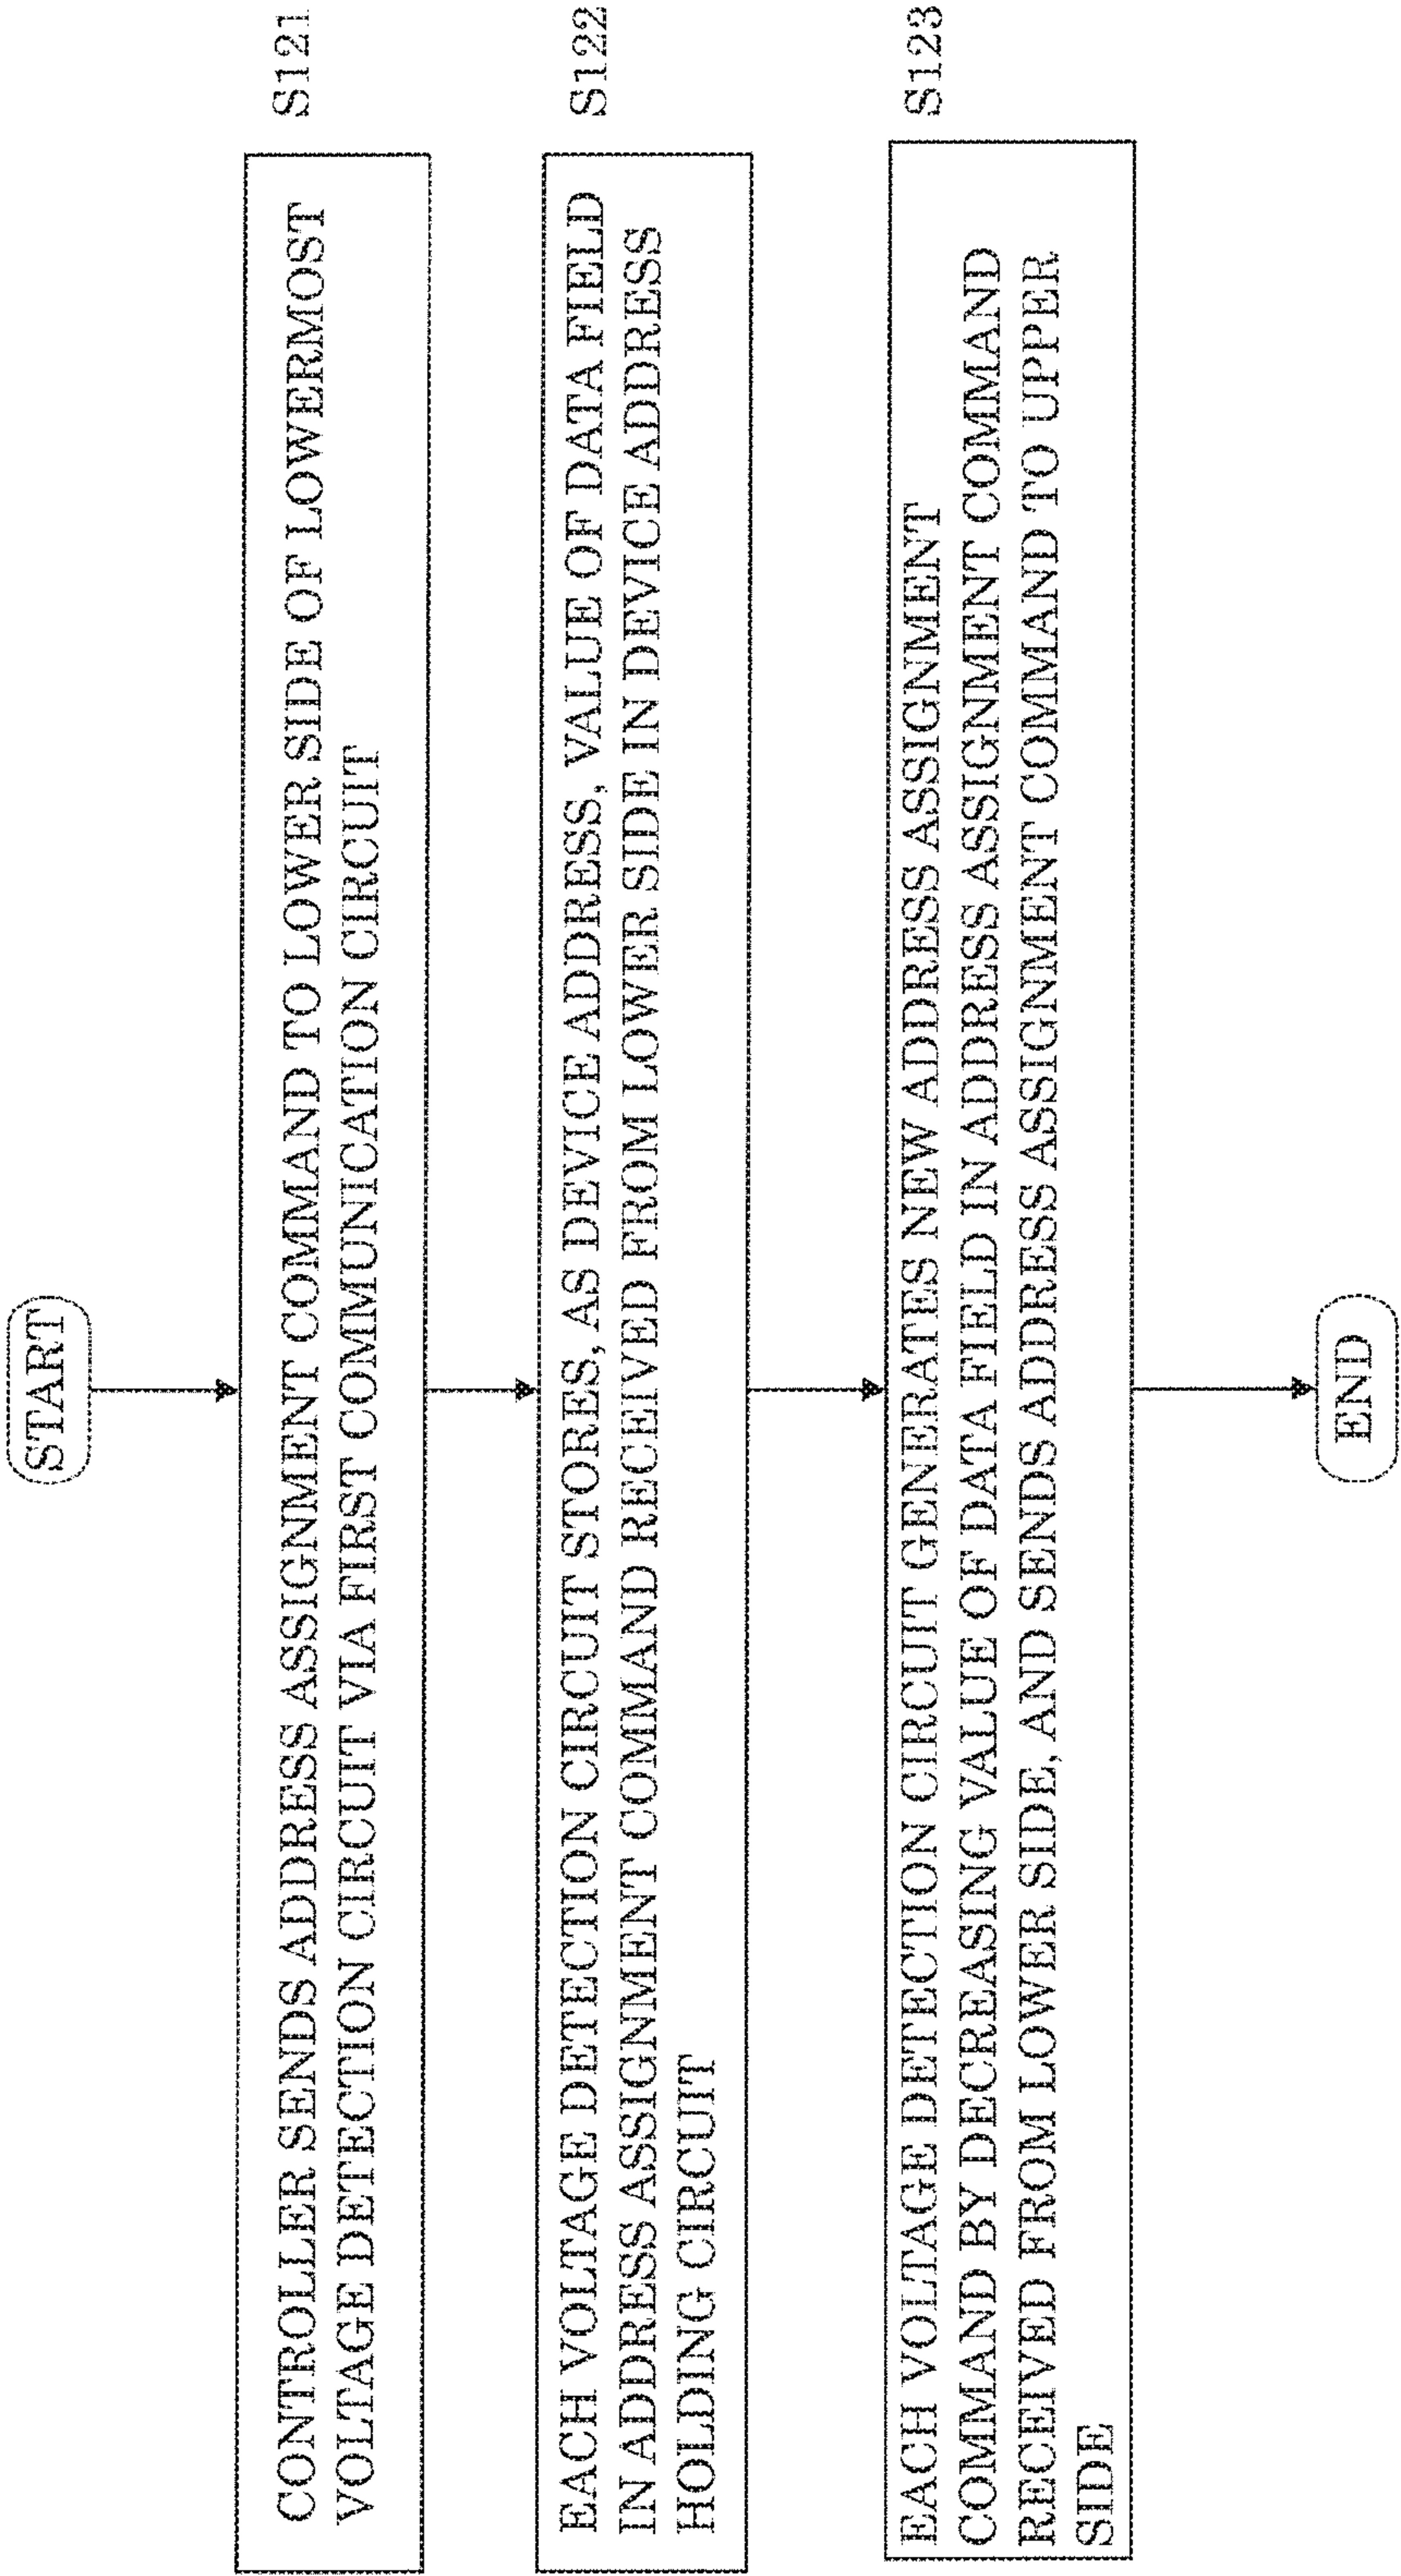 START
S121
CONTROLLER SENDS ADDRESS ASSIGNMENT COMMAND TO LOWER SIDE OF LOWERMOST
VOLTAGE DETECTION CIRCUIT VIA FIRST COMMUNICATION CIRCUIT
S122
EACH VOLTAGE DETECTION CIRCUIT STORES, AS DEVICE ADDRESS, VALUE OF DATA FIELD
IN ADDRESS ASSIGNMENT COMMAND RECEIVED FROM LOWER SIDE IN DEVICE ADDRESS
HOLDING CIRCUIT
S123
EACH VOLTAGE DETECTION CIRCUIT GENERATES NEW ADDRESS ASSIGNMENT
COMMAND BY DECREASING VALUE OF DATA FIELD IN ADDRESS ASSIGNMENT COMMAND
RECEIVED FROM LOWER SIDE, AND SENDS ADDRESS ASSIGNMENT COMMAND TO UPPER
SIDE
END